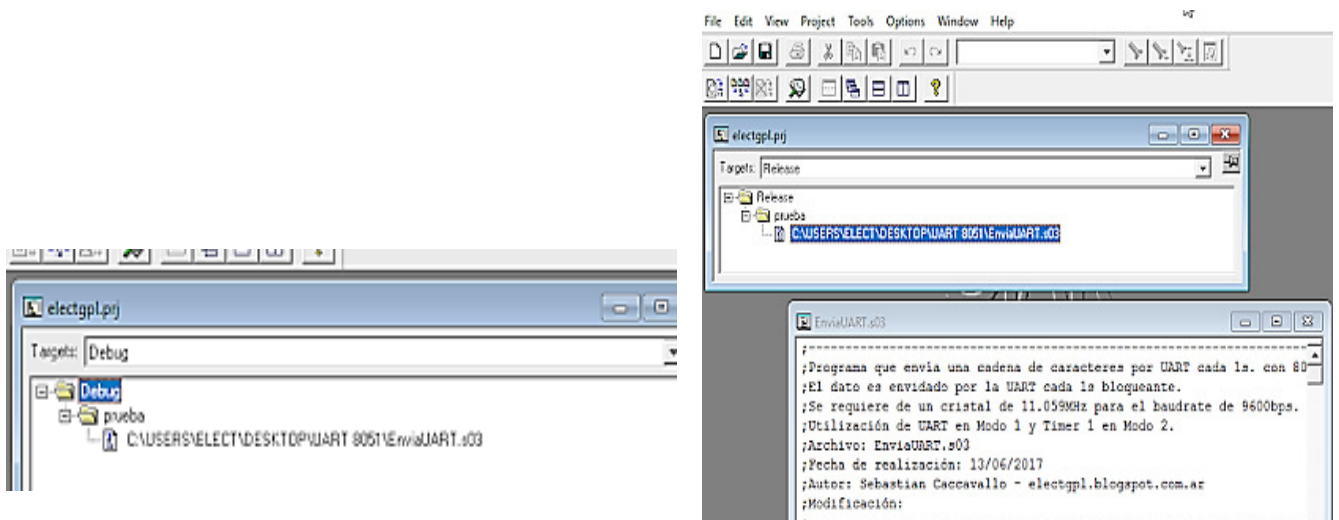 electgpl.prj
Targets: Debug
Debug
prueba
C:\USERS\ELECT\DESKTOP\UART 8051\EnviaUART.s03
File Edit View Project Tools Options Window Help
electgpl.prj
Targets: Release
Release
prueba
C:\USERS\ELECT\DESKTOP\UART 8051\EnviaUART.s03
EnviaUART.s03
;--------------------------------------------------------------
;Programa que envía una cadena de caracteres por UART cada 1s. con 80
;El dato es envidado por la UART cada 1s bloqueante.
;Se requiere de un cristal de 11.059MHz para el baudrate de 9600bps.
;Utilización de UART en Modo 1 y Timer 1 en Modo 2.
;Archivo: EnviaUART.s03
;Fecha de realización: 13/06/2017
;Autor: Sebastian Caccavallo - electgpl.blogspot.com.ar
;Modificación: